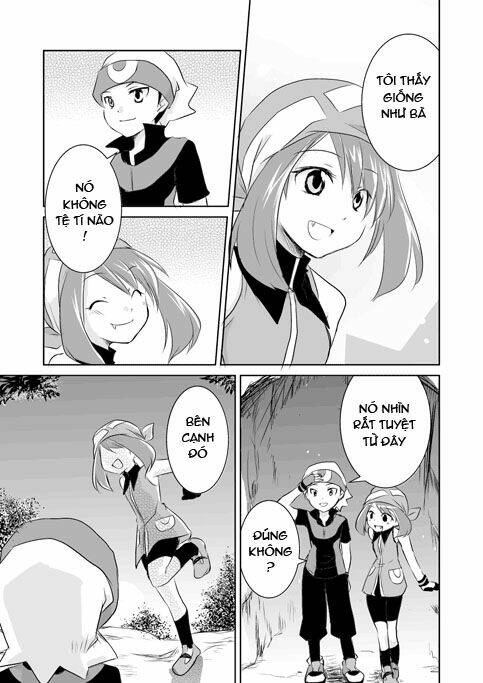 TÔI THẤY
GIỐNG
NHƯ BÀ
NÓ
KHÔNG
TỆ TÍ NÀO
!
NÓ NHÌN
RẤT TUYỆT
TỪ ĐÂY
ĐÚNG
KHÔNG
?
BÊN
CẠNH
ĐÓ